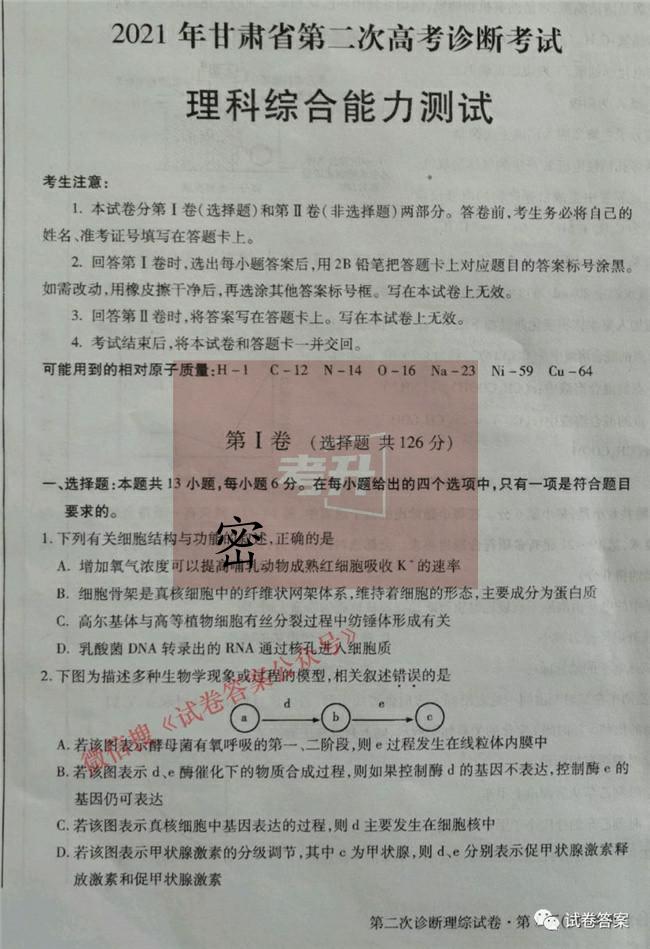 2021 年甘肃省第二次高考诊断考试
理科综合能力测试
考生注意:
1. 本试卷分第Ⅰ卷(选择题)和第Ⅱ卷(非选择题)两部分。答卷前,考生务必将自己的
姓名、准考证号填写在答题卡上。
2. 回答第Ⅰ卷时,选出每小题答案后,用2B铅笔把答题卡上对应题目的答案标号涂黑。
如需改动,用橡皮擦干净后,再选涂其他答案标号框。写在本试卷上无效。
3. 回答第Ⅱ卷时,将答案写在答题卡上。写在本试卷上无效。
4. 考试结束后,将本试卷和答题卡一并交回。
可能用到的相对原子质量:H-1 C-12 N-14 O-16 Na-23 Ni-59 Cu-64
第Ⅰ卷 (选择题 共126分)
考升
一、选择题:本题共13小题,每小题6分。在每小题给出的四个选项中,只有一项是符合题目
要求的。
密
1. 下列有关细胞结构与功能的叙述,正确的是
A. 增加氧气浓度可以提高哺乳动物成熟红细胞吸收K⁺的速率
B. 细胞骨架是真核细胞中的纤维状网架体系,维持着细胞的形态,主要成分为蛋白质
C. 高尔基体与高等植物细胞有丝分裂过程中纺锤体形成有关
D. 乳酸菌DNA转录出的RNA通过核孔进入细胞质
2. 下图为描述多种生物学现象或过程的模型,相关叙述错误的是
a d b e c
A. 若该图表示酵母菌有氧呼吸的第一、二阶段,则e过程发生在线粒体内膜中
B. 若该图表示d、e酶催化下的物质合成过程,则如果控制酶d的基因不表达,控制酶e的
基因仍可表达
C. 若该图表示真核细胞中基因表达的过程,则d主要发生在细胞核中
D. 若该图表示甲状腺激素的分级调节,其中c为甲状腺,则d、e分别表示促甲状腺激素释
放激素和促甲状腺激素
微信搜《试卷答案公众号》
第二次诊断理综试卷·第
试卷答案